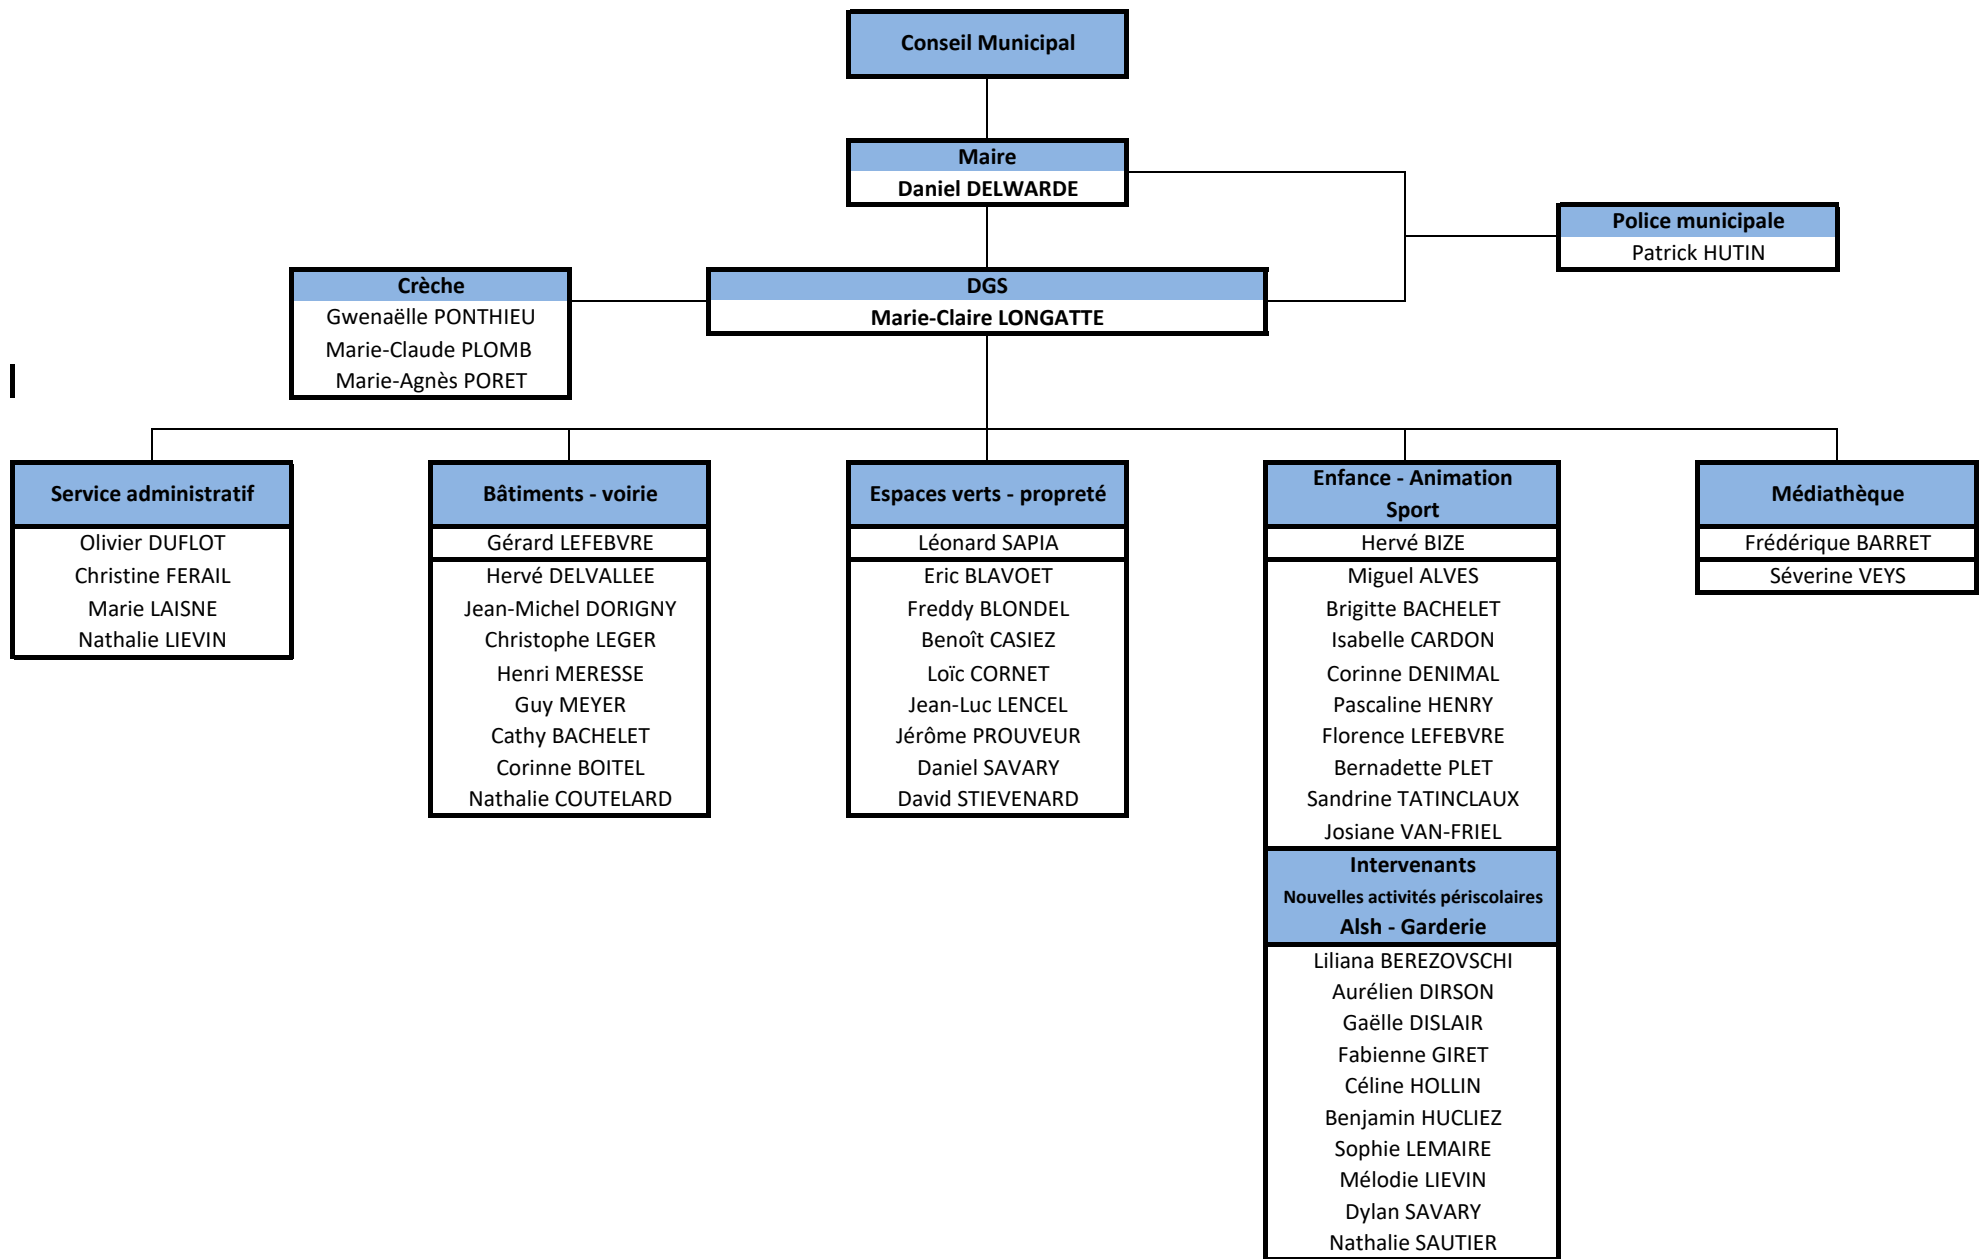 Conseil Municipal
Maire
Daniel DELWARDE
Police municipale
Patrick HUTIN
Crèche
Gwenaëlle PONTHIEU
Marie-Claude PLOMB
Marie-Agnès PORET
DGS
Marie-Claire LONGATTE
Service administratif
Olivier DUFLOT
Christine FERAIL
Marie LAISNE
Nathalie LIEVIN
Bâtiments - voirie
Gérard LEFEBVRE
Hervé DELVALLEE
Jean-Michel DORIGNY
Christophe LEGER
Henri MERESSE
Guy MEYER
Cathy BACHELET
Corinne BOITEL
Nathalie COUTELARD
Espaces verts - propreté
Léonard SAPIA
Eric BLAVOET
Freddy BLONDEL
Benoît CASIEZ
Loïc CORNET
Jean-Luc LENCEL
Jérôme PROUVEUR
Daniel SAVARY
David STIEVENARD
Enfance - Animation
Sport
Hervé BIZE
Miguel ALVES
Brigitte BACHELET
Isabelle CARDON
Corinne DENIMAL
Pascaline HENRY
Florence LEFEBVRE
Bernadette PLET
Sandrine TATINCLAUX
Josiane VAN-FRIEL
Intervenants
Nouvelles activités périscolaires
Alsh - Garderie
Liliana BEREZOVSCHI
Aurélien DIRSON
Gaëlle DISLAIR
Fabienne GIRET
Céline HOLLIN
Benjamin HUCLIEZ
Sophie LEMAIRE
Mélodie LIEVIN
Dylan SAVARY
Nathalie SAUTIER
Médiathèque
Frédérique BARRET
Séverine VEYS